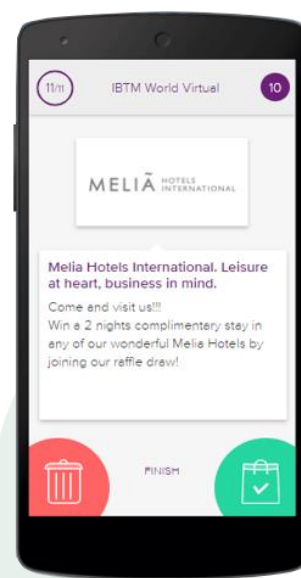 11/11
IBTM World Virtual
10
MELIÃ HOTELS
INTERNATIONAL
Melia Hotels International. Leisure
at heart, business in mind.
Come and visit us!!!
Win a 2 nights complimentary stay in
any of our wonderful Melia Hotels by
joining our raffle draw!
FINISH